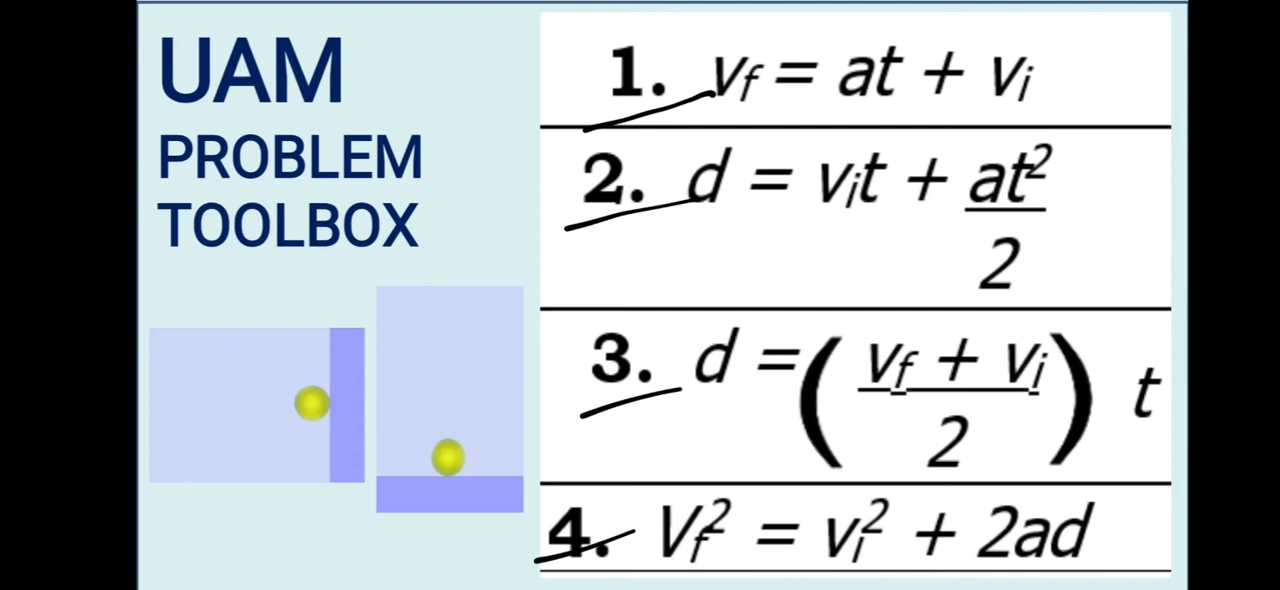 UAM
PROBLEM
TOOLBOX
1. vf = at + vi
2. d = vit + at²
2
3. d = ( vf + vi ) t
2
4. Vf² = vi² + 2ad